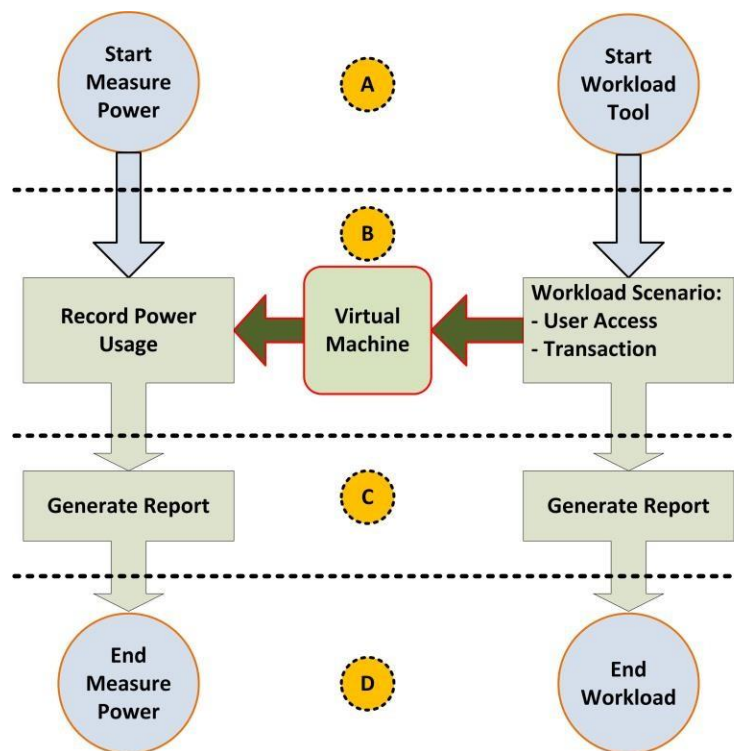 Start
Measure
Power
A
Start
Workload
Tool
B
Record Power
Usage
Virtual
Machine
Workload Scenario:
- User Access
- Transaction
Generate Report
C
Generate Report
End
Measure
Power
D
End
Workload